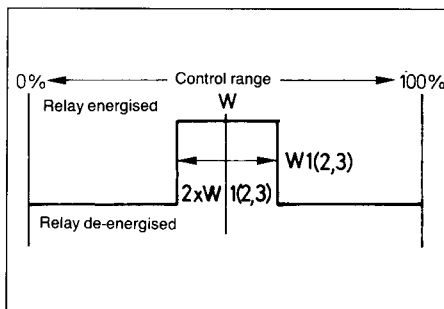 0% Control range 100%
Relay energised W
W1(2,3)
2xW 1(2,3)
Relay de-energised